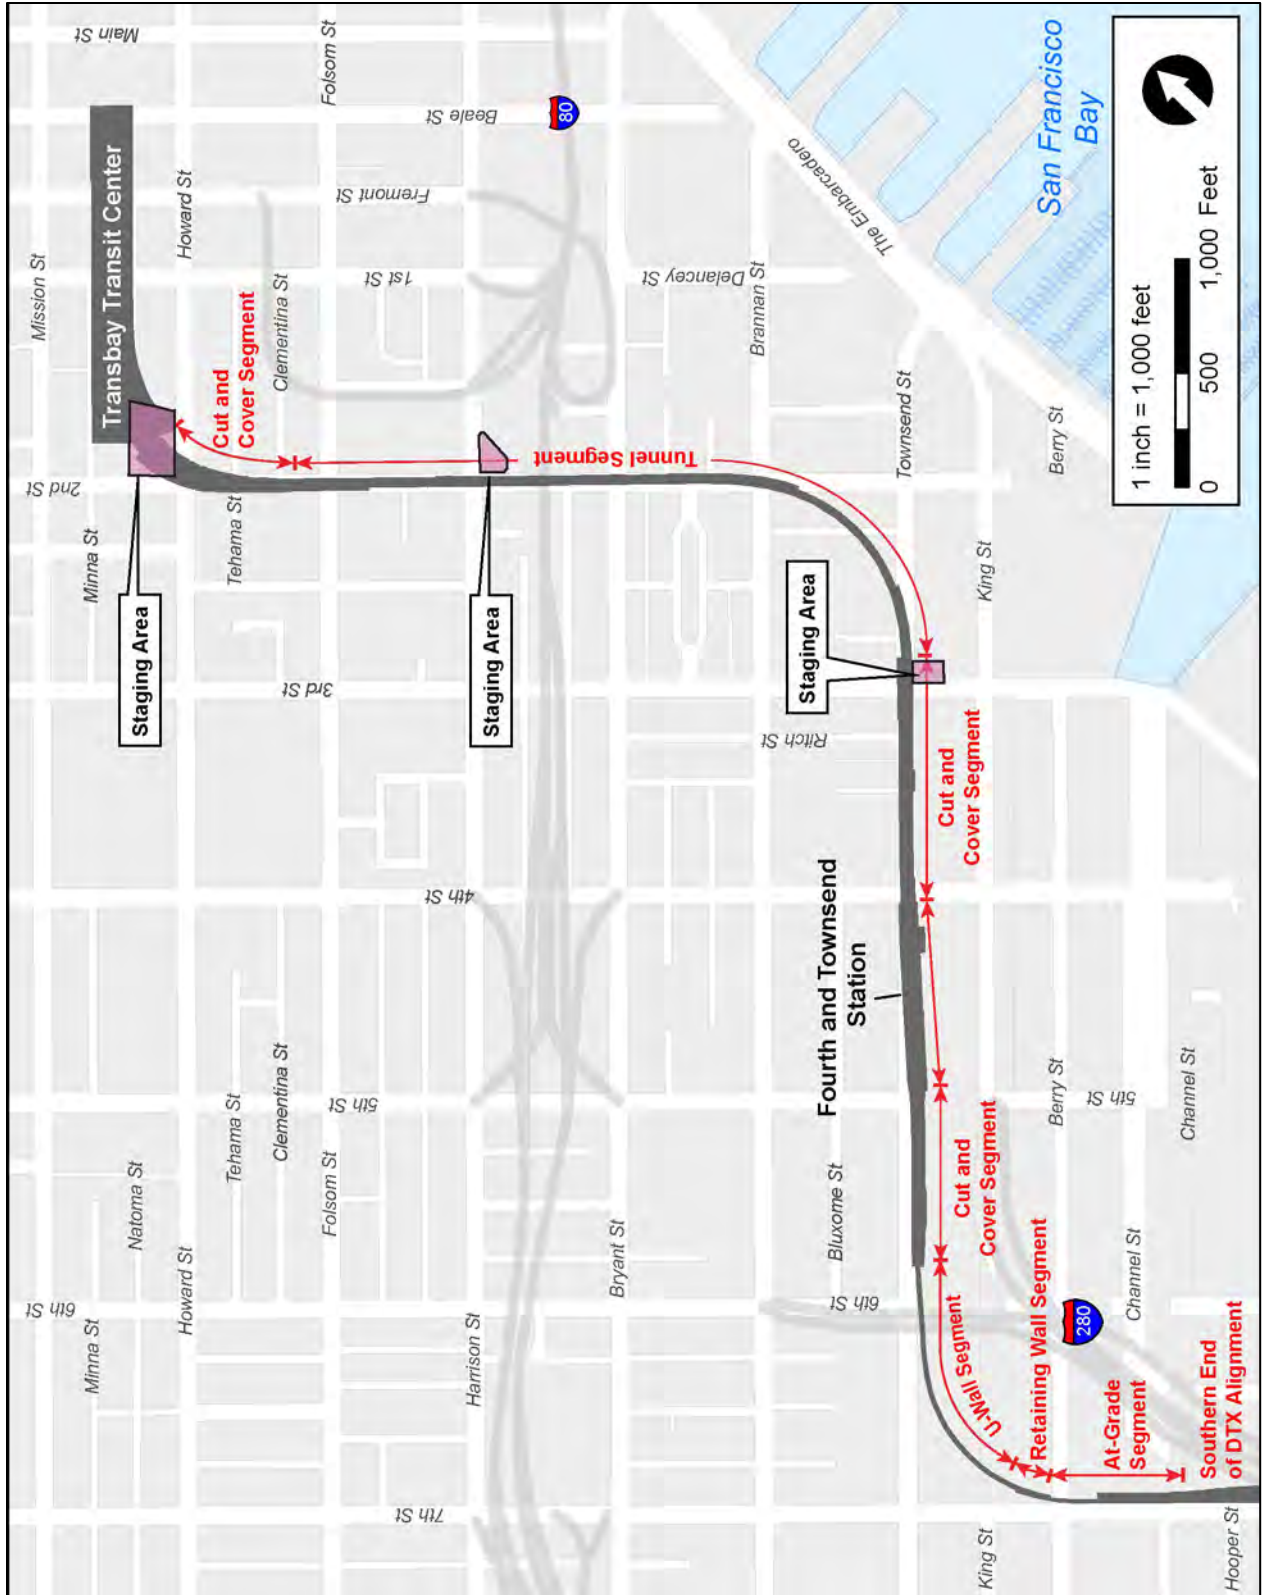 Main St
Folsom St
Beale St
80
Transbay Transit Center
Howard St
Fremont St
Mission St
1st St
Clementina St
Delancey St
Brannan St
The Embarcadero
San Francisco
Bay
1 inch = 1,000 feet
0 500 1,000 Feet
Cut and
Cover Segment
Tunnel Segment
Townsend St
Berry St
2nd St
Minna St
Tehama St
King St
Staging Area
Staging Area
Staging Area
3rd St
Ritch St
Cut and
Cover Segment
4th St
Fourth and Townsend
Station
Natoma St
Tehama St
Clementina St
Folsom St
5th St
Berry St
5th St
Channel St
Bluxome St
Cut and
Cover Segment
6th St
Minna St
Howard St
Harrison St
Bryant St
6th St
U-Wall Segment
Retaining Wall Segment
280
Channel St
At-Grade
Segment
Southern End
of DTX Alignment
7th St
King St
Hooper St